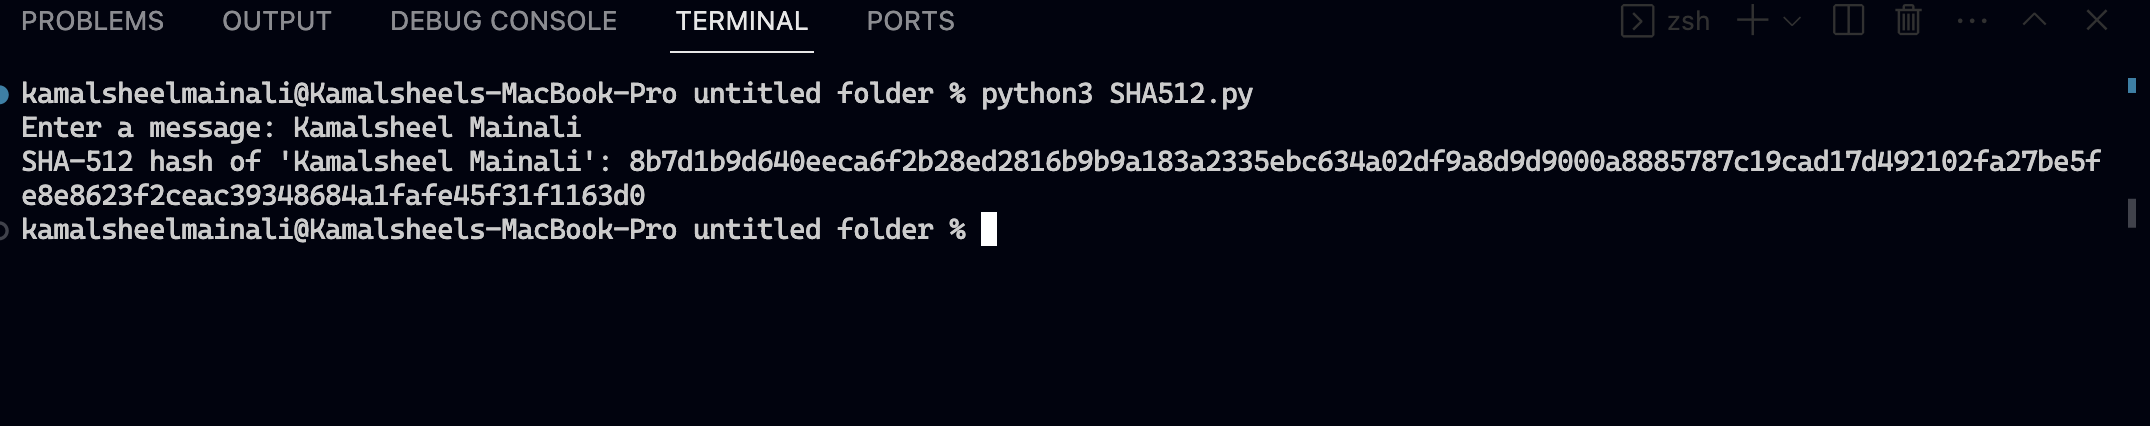 PROBLEMS OUTPUT DEBUG CONSOLE TERMINAL PORTS zsh
kamalsheelmainali@Kamalsheels-MacBook-Pro untitled folder % python3 SHA512.py
Enter a message: Kamalsheel Mainali
SHA-512 hash of 'Kamalsheel Mainali': 8b7d1b9d640eeca6f2b28ed2816b9b9a183a2335ebc634a02df9a8d9d9000a8885787c19cad17d492102fa27be5f
e8e8623f2ceac39348684a1fafe45f31f1163d0
kamalsheelmainali@Kamalsheels-MacBook-Pro untitled folder %